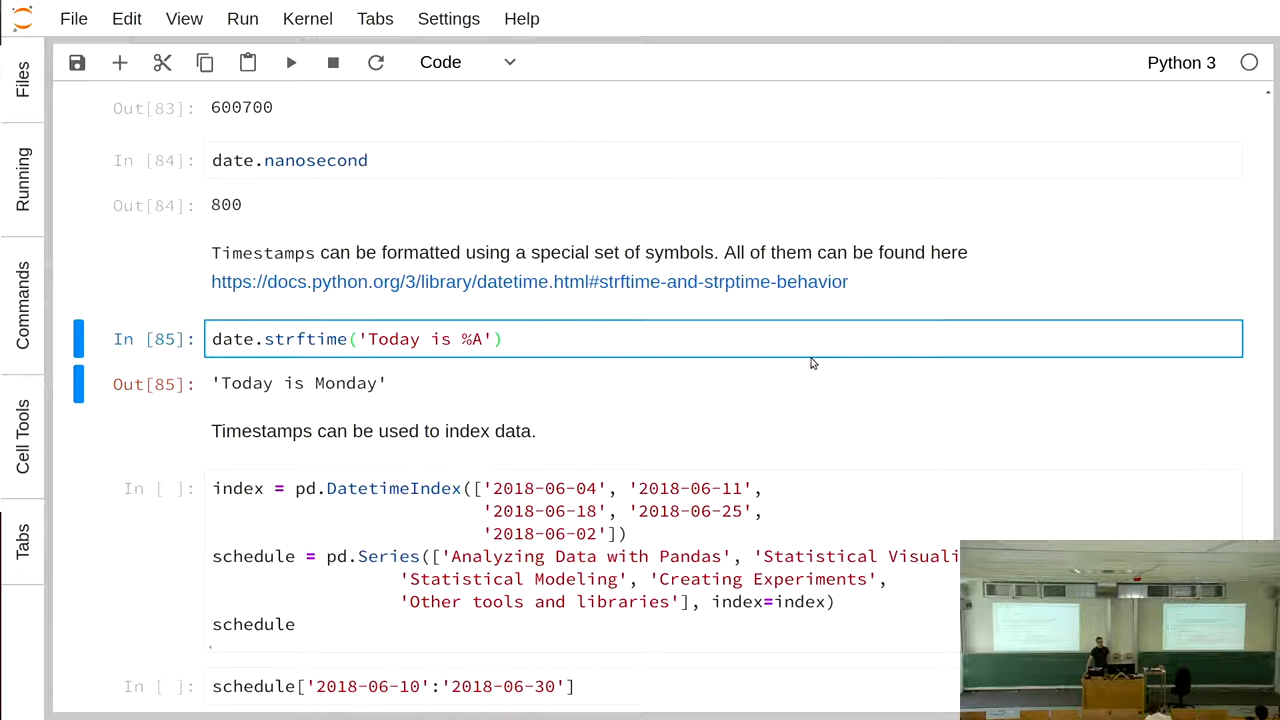 File Edit View Run Kernel Tabs Settings Help
Files
Running
Commands
Cell Tools
Tabs
Code
Python 3
Out[83]: 600700
In [84]: date.nanosecond
Out[84]: 800
Timestamps can be formatted using a special set of symbols. All of them can be found here
https://docs.python.org/3/library/datetime.html#strftime-and-strptime-behavior
In [85]: date.strftime('Today is %A')
Out[85]: 'Today is Monday'
Timestamps can be used to index data.
In [ ]: index = pd.DatetimeIndex(['2018-06-04', '2018-06-11',
'2018-06-18', '2018-06-25',
'2018-06-02'])
schedule = pd.Series(['Analyzing Data with Pandas', 'Statistical Visuali
'Statistical Modeling', 'Creating Experiments',
'Other tools and libraries'], index=index)
schedule
In [ ]: schedule['2018-06-10':'2018-06-30']